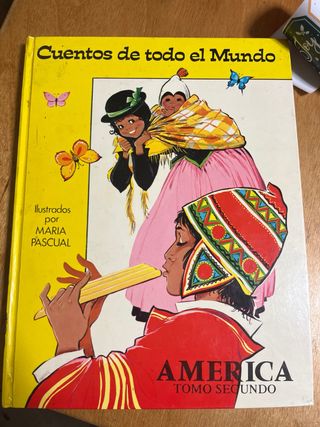 Cuentos de todo el Mundo
Ilustrados
por
MARIA
PASCUAL
AMERICA
TOMO SEGUNDO